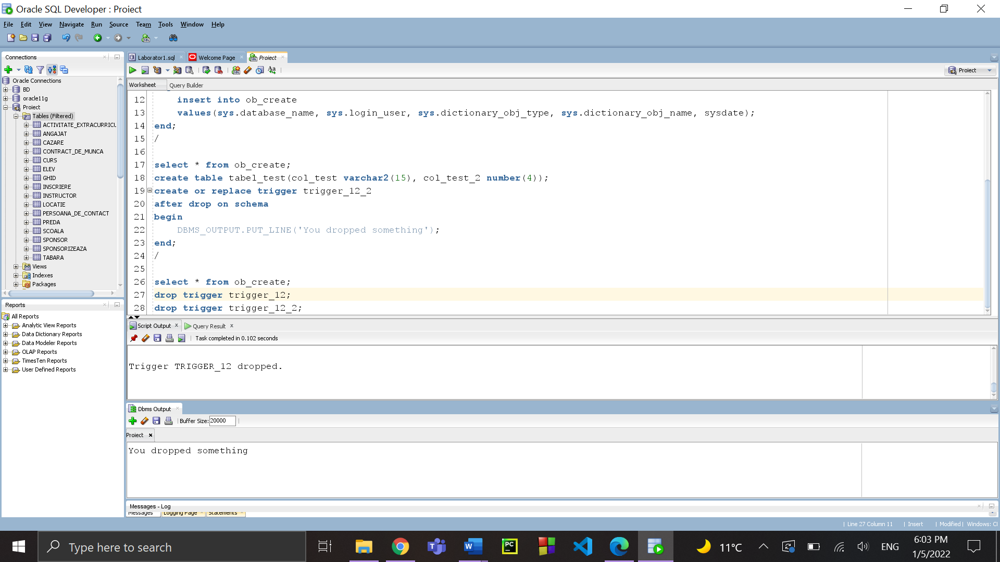 Oracle SQL Developer : Proiect
File Edit View Navigate Run Source Team Tools Window Help
Connections
Laborator1.sql
Welcome Page
Proiect
Proiect
Worksheet Query Builder
Oracle Connections
BD
oracle11g
Proiect
Tables (Filtered)
ACTIVITATE_EXTRACURRICU
ANGAJAT
CAZARE
CONTRACT_DE_MUNCA
CURS
ELEV
GHID
INSCRIERE
INSTRUCTOR
LOCATIE
PERSOANA_DE_CONTACT
PREDA
SCOALA
SPONSOR
SPONSORIZEAZA
TABARA
Views
Indexes
Packages
Reports
All Reports
Analytic View Reports
Data Dictionary Reports
Data Modeler Reports
OLAP Reports
TimesTen Reports
User Defined Reports
12 insert into ob_create
13 values(sys.database_name, sys.login_user, sys.dictionary_obj_type, sys.dictionary_obj_name, sysdate);
14 end;
15 /
16
17 select * from ob_create;
18 create table tabel_test(col_test varchar2(15), col_test_2 number(4));
19 create or replace trigger trigger_12_2
20 after drop on schema
21 begin
22 DBMS_OUTPUT.PUT_LINE('You dropped something');
23 end;
24 /
25
26 select * from ob_create;
27 drop trigger trigger_12;
28 drop trigger trigger_12_2;
Script Output
Query Result
Task completed in 0.102 seconds
Trigger TRIGGER_12 dropped.
Dbms Output
Buffer Size: 20000
Proiect
You dropped something
Messages - Log
Messages Logging Page Statements
Line 27 Column 11 Insert Modified Windows: Cl
Type here to search
11°C
ENG
6:03 PM
1/5/2022